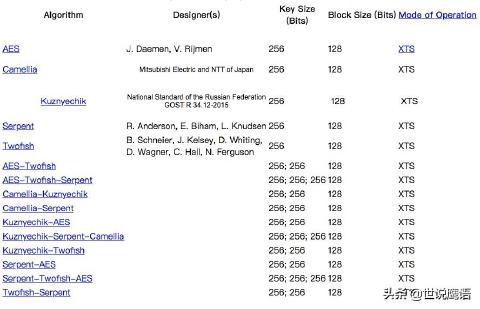 Algorithm Designer(s) Key Size (Bits) Block Size (Bits) Mode of Operation
AES J. Daemen, V. Rijmen 256 128 XTS
Camellia Mitsubishi Electric and NTT of Japan 256 128 XTS
Kuznyechik National Standard of the Russian Federation GOST R 34.12-2015 256 128 XTS
Serpent R. Anderson, E. Biham, L. Knudsen 256 128 XTS
Twofish B. Schneier, J. Kelsey, D. Whiting, D. Wagner, C. Hall, N. Ferguson 256 128 XTS
AES-Twofish 256; 256 128 XTS
AES-Twofish-Serpent 256; 256; 256 128 XTS
Camellia-Kuznyechik 256; 256 128 XTS
Camellia-Serpent 256; 256 128 XTS
Kuznyechik-AES 256; 256 128 XTS
Kuznyechik-Serpent-Camellia 256; 256; 256 128 XTS
Kuznyechik-Twofish 256; 256 128 XTS
Serpent-AES 256; 256 128 XTS
Serpent-Twofish-AES 256; 256; 256 128 XTS
Twofish-Serpent 256; 256 128 XTS
头条 @世说鹰语